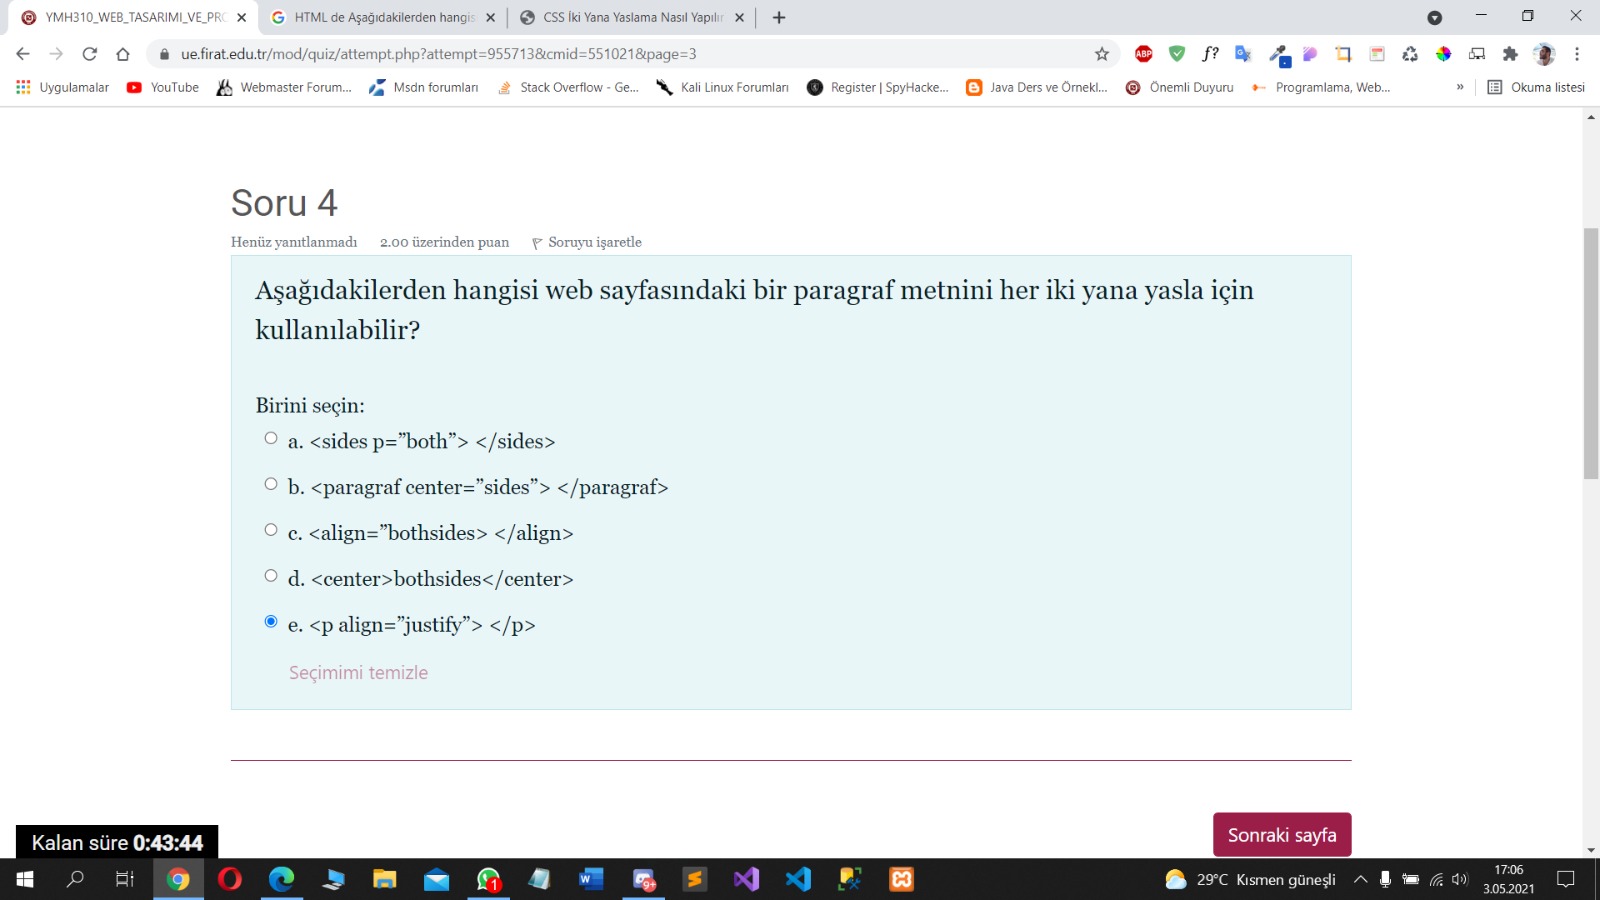 YMH310_WEB_TASARIMI_VE_PRC
HTML de Aşağıdakilerden hangis
CSS İki Yana Yaslama Nasıl Yapılır
ue.firat.edu.tr/mod/quiz/attempt.php?attempt=955713&cmid=551021&page=3
ABP
f?
Uygulamalar
YouTube
Webmaster Forum...
Msdn forumları
Stack Overflow - Ge...
Kali Linux Forumları
Register | SpyHacke...
Java Ders ve Örnekl...
Önemli Duyuru
Programlama, Web...
»
Okuma listesi
Soru 4
Henüz yanıtlanmadı 2.00 üzerinden puan Soruyu işaretle
Aşağıdakilerden hangisi web sayfasındaki bir paragraf metnini her iki yana yasla için
kullanılabilir?
Birini seçin:
a. <sides p=”both”> </sides>
b. <paragraf center=”sides”> </paragraf>
c. <align=”bothsides> </align>
d. <center>bothsides</center>
e. <p align=”justify”> </p>
Seçimimi temizle
Kalan süre 0:43:44
Sonraki sayfa
1
9+
29°C Kısmen güneşli
17:06
3.05.2021